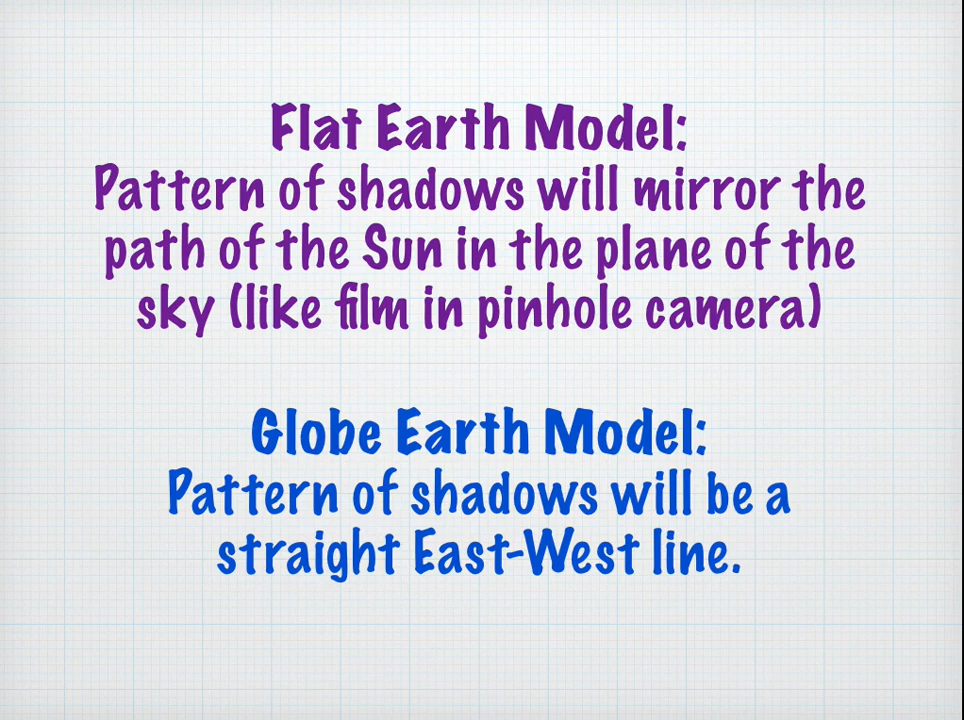 Flat Earth Model:
Pattern of shadows will mirror the
path of the Sun in the plane of the
sky (like film in pinhole camera)
Globe Earth Model:
Pattern of shadows will be a
straight East-West line.